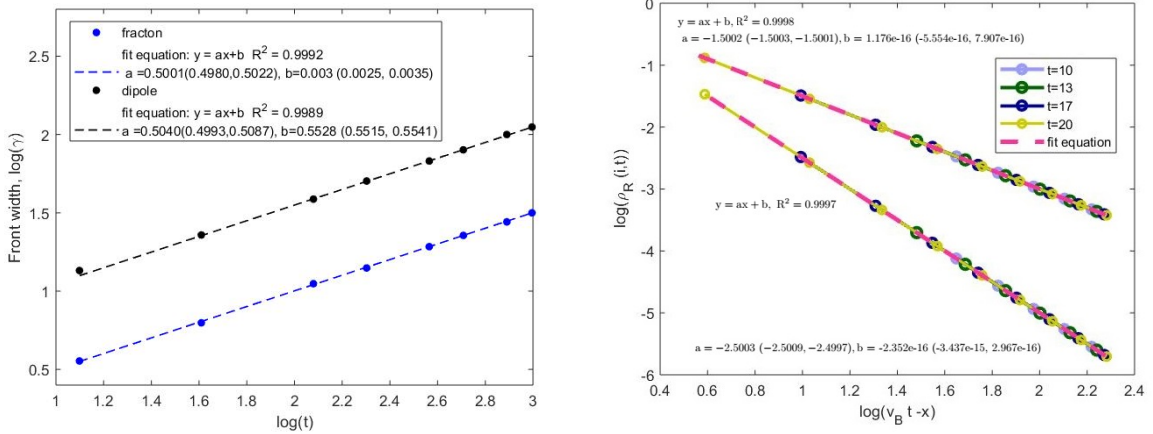 fracton
fit equation: y = ax+b R² = 0.9992
a =0.5001(0.4980,0.5022), b=0.003 (0.0025, 0.0035)
dipole
fit equation: y = ax+b R² = 0.9989
a =0.5040(0.4993,0.5087), b=0.5528 (0.5515, 0.5541)
Front width, log(γ)
2.5
2
1.5
1
0.5
1 1.2 1.4 1.6 1.8 2 2.2 2.4 2.6 2.8 3
log(t)
y = ax + b, R² = 0.9998
a = −1.5002 (−1.5003, −1.5001), b = 1.176e-16 (-5.554e-16, 7.907e-16)
t=10
t=13
t=17
t=20
fit equation
y = ax + b, R² = 0.9997
a = −2.5003 (−2.5009, −2.4997), b = -2.352e-16 (-3.437e-15, 2.967e-16)
log(ρ_R (i,t))
0
-1
-2
-3
-4
-5
-6
0.4 0.6 0.8 1 1.2 1.4 1.6 1.8 2 2.2 2.4
log(v_B t -x)